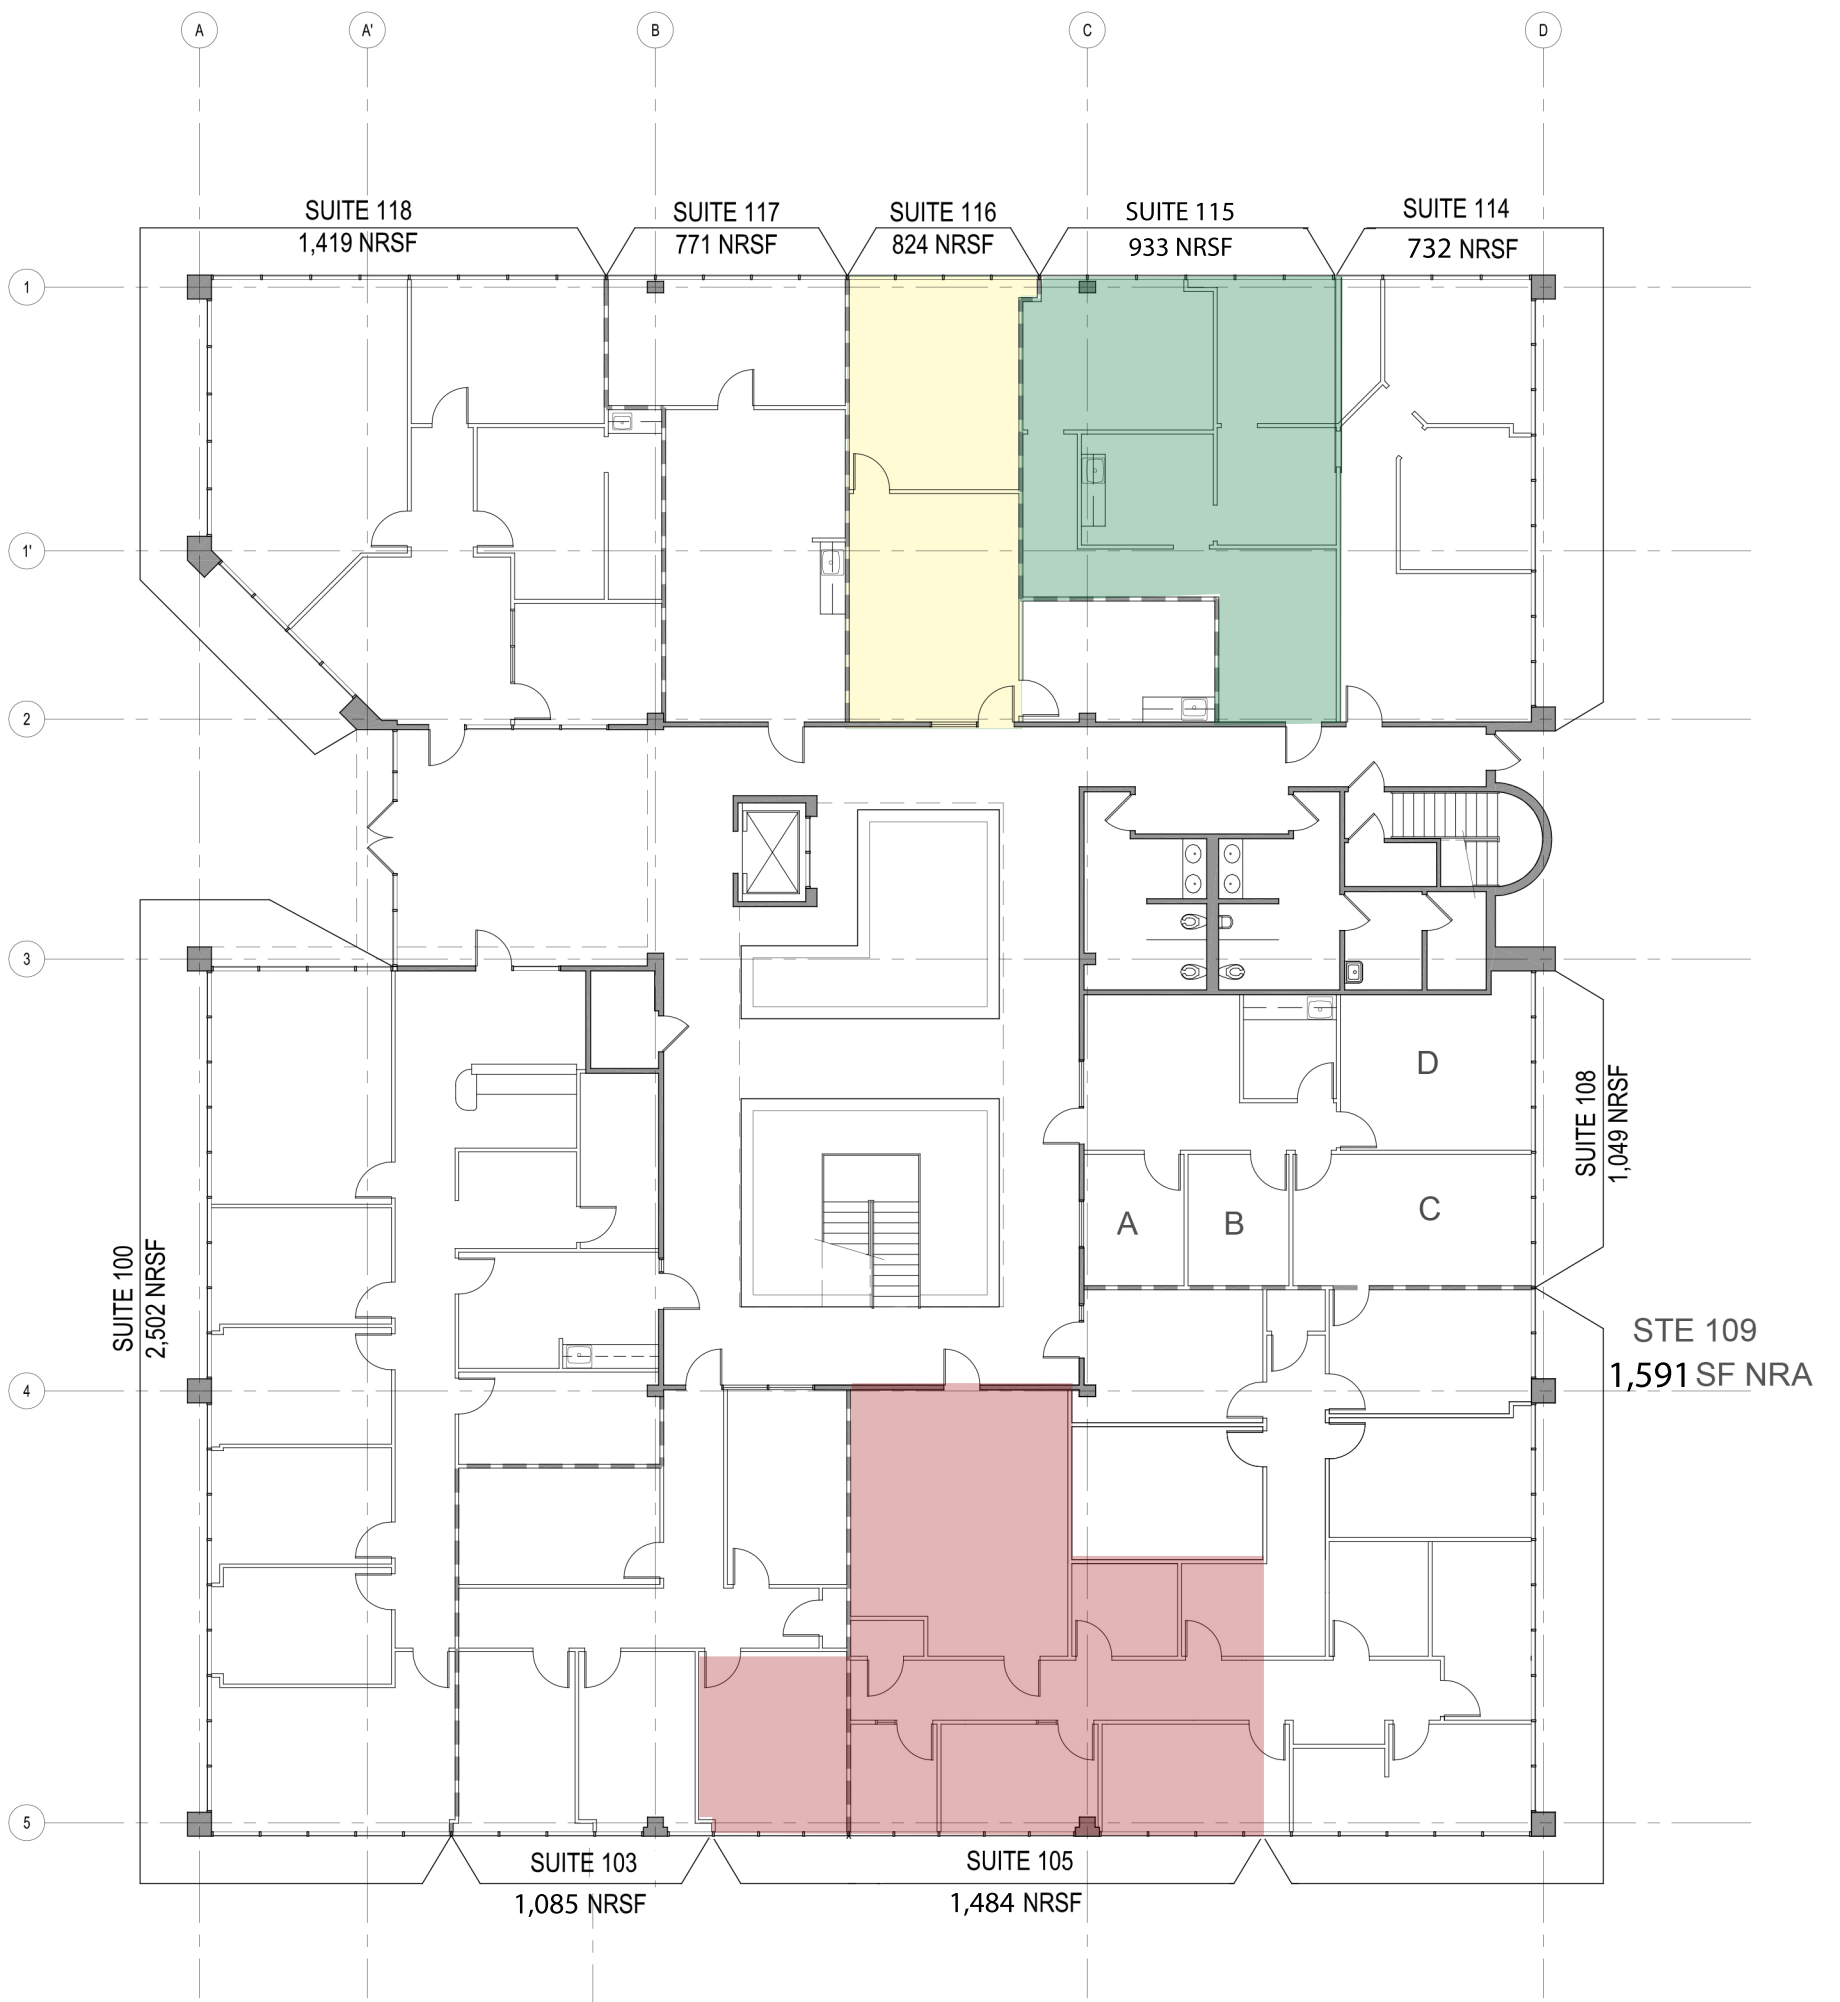 A
A'
B
C
D
SUITE 118
1,419 NRSF
SUITE 117
771 NRSF
SUITE 116
824 NRSF
SUITE 115
933 NRSF
SUITE 114
732 NRSF
1
1'
2
3
4
5
D
A
B
C
SUITE 108
1,049 NRSF
SUITE 100
2,502 NRSF
STE 109
1,591 SF NRA
SUITE 103
1,085 NRSF
SUITE 105
1,484 NRSF